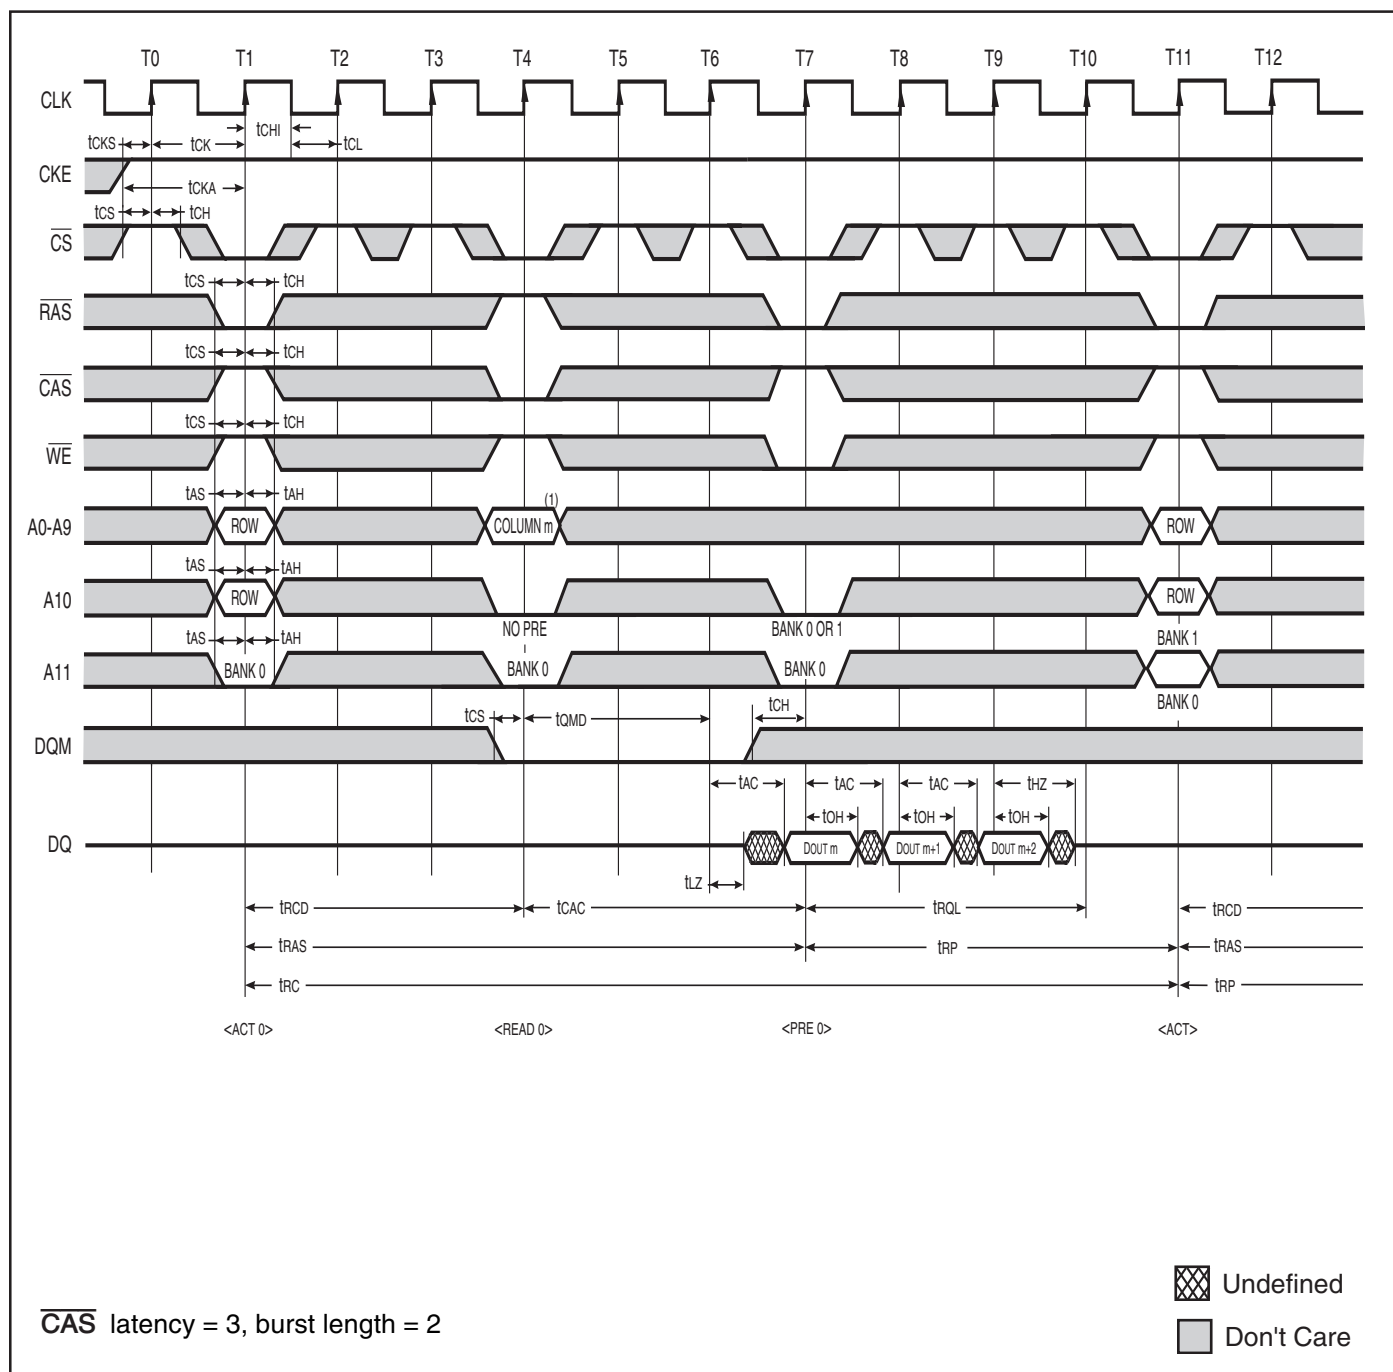 T0 T1 T2 T3 T4 T5 T6 T7 T8 T9 T10 T11 T12
CLK
tCHI
tCKS tCK tCL
CKE
tCKA
tCS tCH
CS
tCS tCH
RAS
tCS tCH
CAS
tCS tCH
WE
tAS tAH
(1)
A0-A9 ROW COLUMN m ROW
tAS tAH
A10 ROW ROW
NO PRE BANK 0 OR 1 BANK 1
tAS tAH
A11 BANK 0 BANK 0 BANK 0
BANK 0
tCS tQMD tCH
DQM
tAC tAC tAC tHZ
tOH tOH tOH
DQ DOUT m DOUT m+1 DOUT m+2
tLZ
tRCD tCAC tRQL tRCD
tRAS tRP tRAS
tRC tRP
<ACT 0> <READ 0> <PRE 0> <ACT>
Undefined
CAS latency = 3, burst length = 2
Don't Care